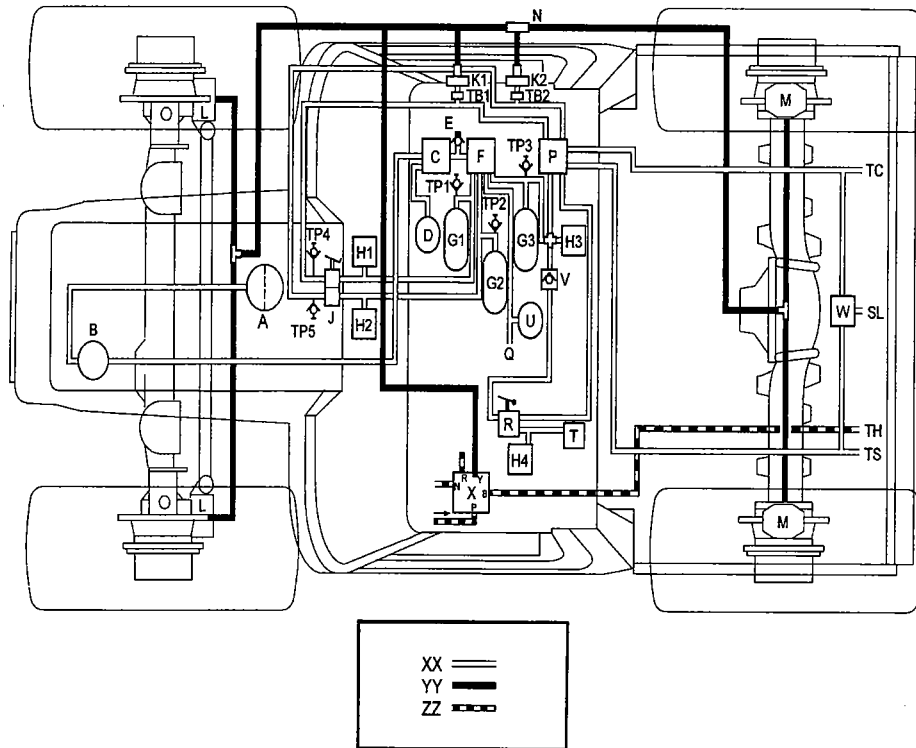 N
K1 K2
TB1 TB2
L M
E
C F TP3 P
TP1 TC
TP4 TP2
H1 D G1 G3 H3
G2 V
A J U W SL
B TP5 H2 Q
R
T TH
H4 TS
R Y
N X B
P
L M
XX
YY
ZZ